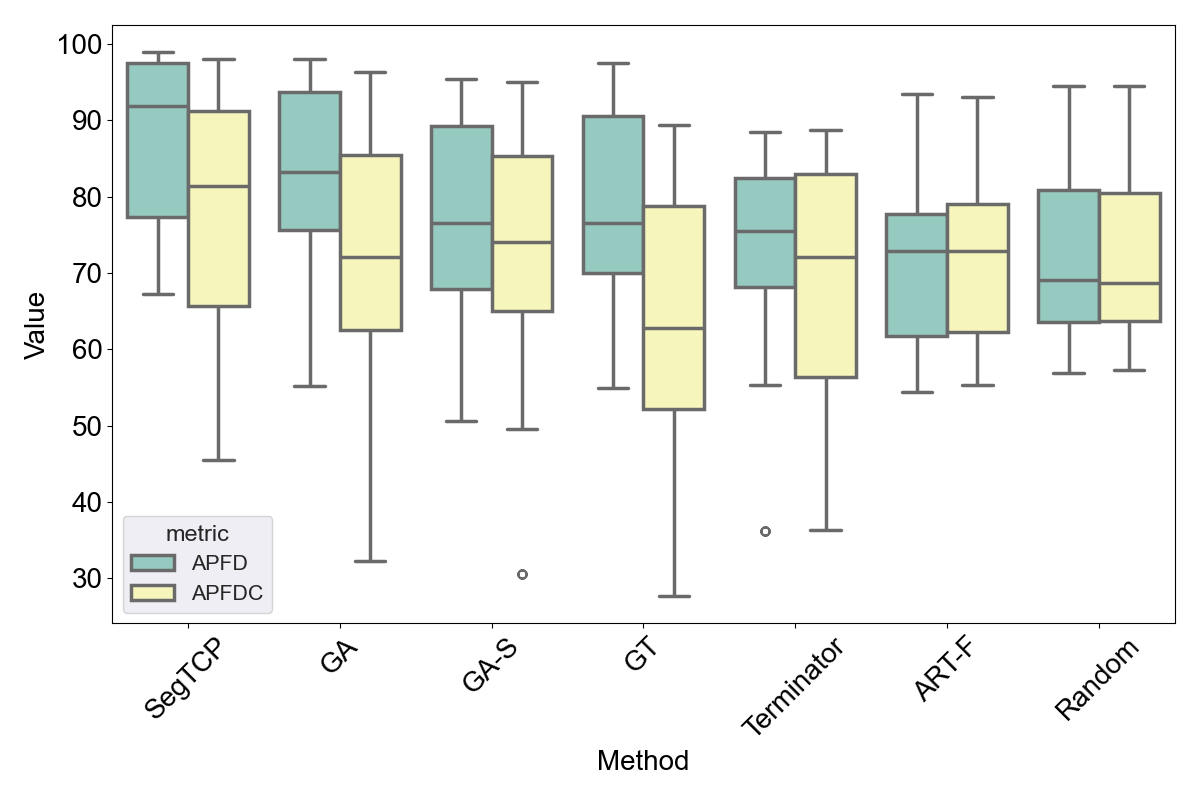 100
90
80
70
60
50
40
30
Value
metric
APFD
APFDC
SegTCP
GA
GA-S
GT
Terminator
ART-F
Random
Method